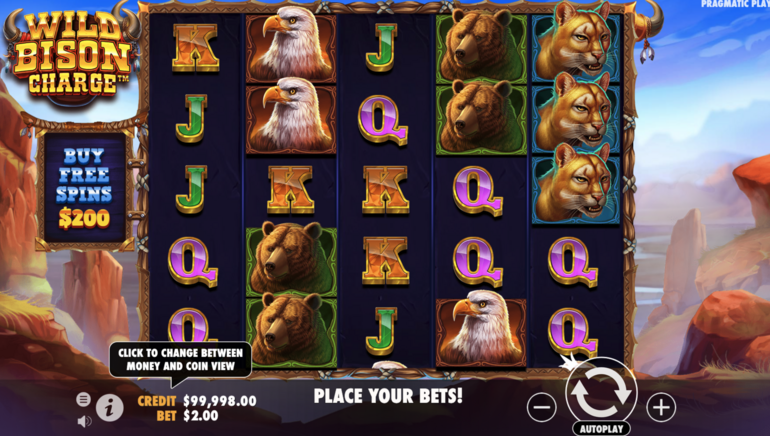 PRAGMATIC PLAY
WILD
BISON
CHARGE™
K
J
J
Q
J
K
K
Q
J
Q
BUY
FREE
SPINS
$200
Q
K
Q
Q
Q
J
Q
CLICK TO CHANGE BETWEEN
MONEY AND COIN VIEW
PLACE YOUR BETS!
CREDIT $99,998.00
BET $2.00
i
AUTOPLAY